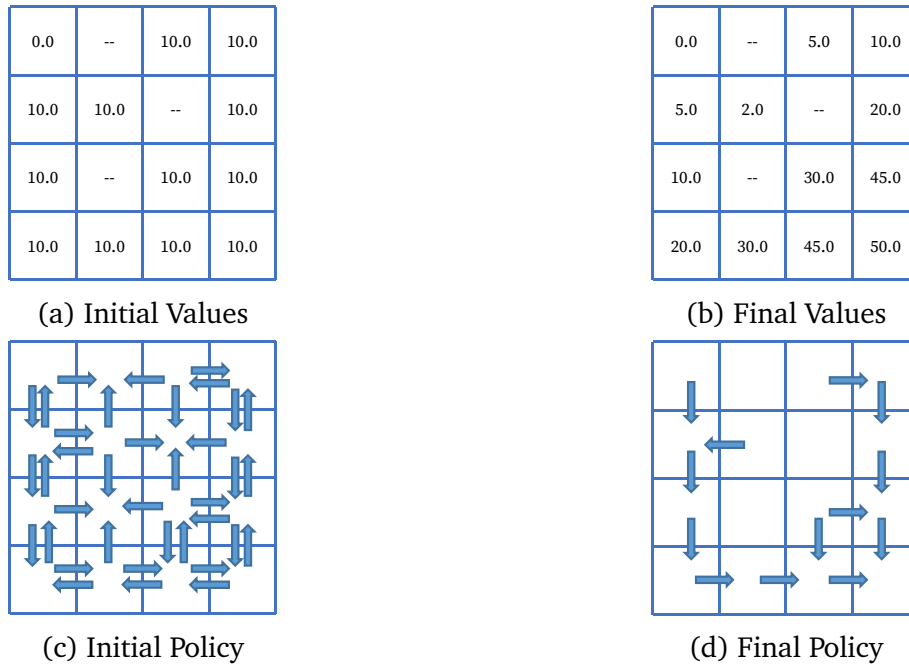 0.0 -- 10.0 10.0
10.0 10.0 -- 10.0
10.0 -- 10.0 10.0
10.0 10.0 10.0 10.0
(a) Initial Values
0.0 -- 5.0 10.0
5.0 2.0 -- 20.0
10.0 -- 30.0 45.0
20.0 30.0 45.0 50.0
(b) Final Values
(c) Initial Policy
(d) Final Policy